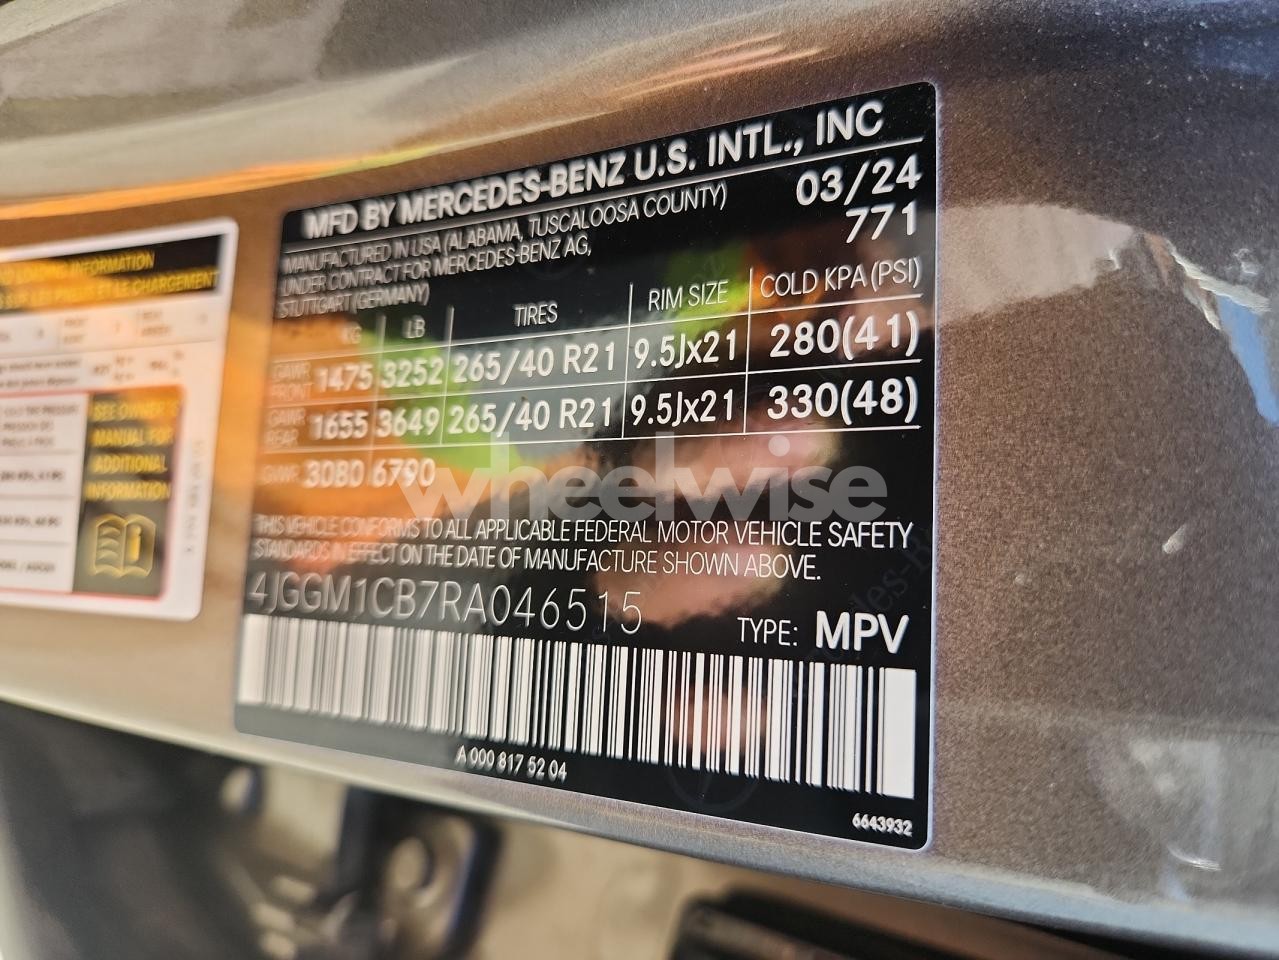 LOADING INFORMATION
LE CHARGEMENT
SEE OWNER'S
MANUAL FOR
ADDITIONAL
INFORMATION
MFD BY MERCEDES-BENZ U.S. INTL., INC
MANUFACTURED IN USA (ALABAMA, TUSCALOOSA COUNTY)
UNDER CONTRACT FOR MERCEDES-BENZ AG,
STUTTGART (GERMANY)
03/24
771
KG LB TIRES RIM SIZE COLD KPA (PSI)
GAWR FRONT 1475 3252 265/40 R21 9.5Jx21 280(41)
GAWR REAR 1655 3649 265/40 R21 9.5Jx21 330(48)
GVWR 3080 6790
wheelwise
THIS VEHICLE CONFORMS TO ALL APPLICABLE FEDERAL MOTOR VEHICLE SAFETY
STANDARDS IN EFFECT ON THE DATE OF MANUFACTURE SHOWN ABOVE.
4JGGM1CB7RA046515
TYPE: MPV
A 000 817 52 04
6643932